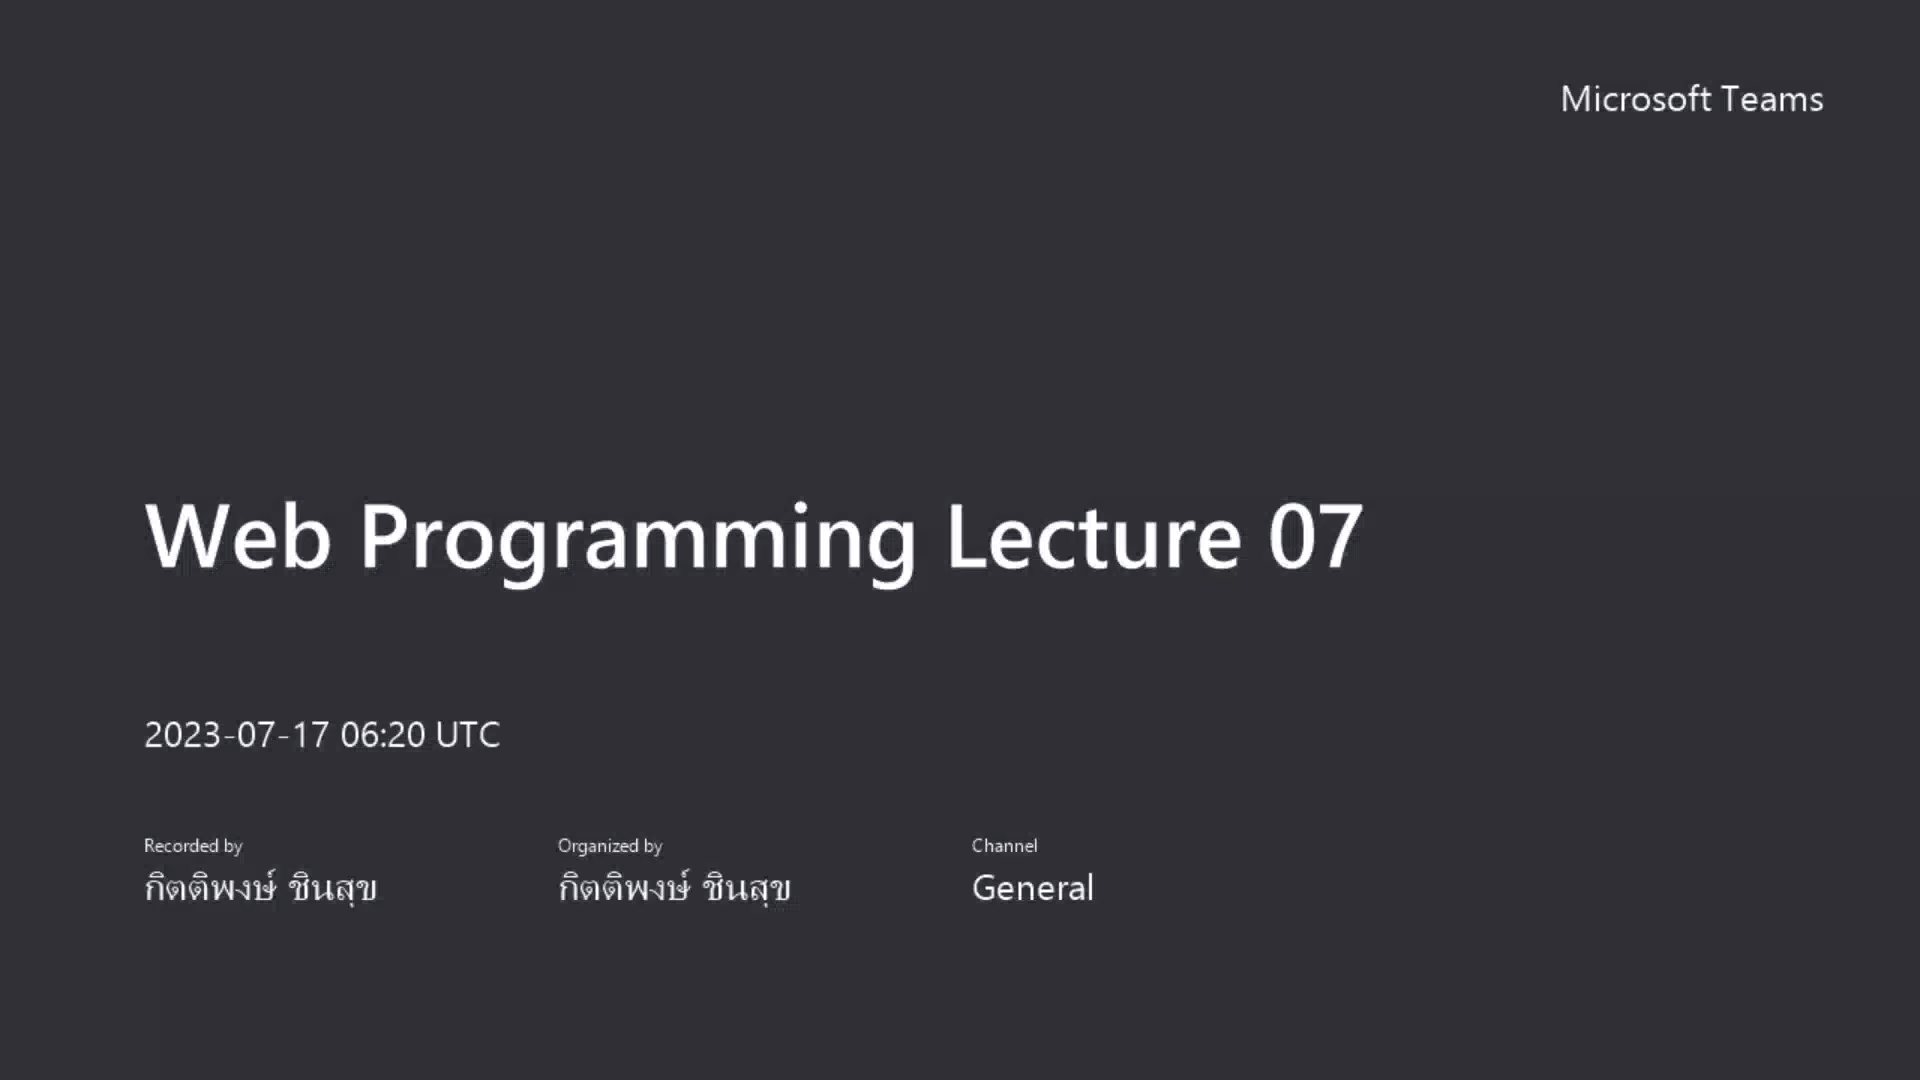 Microsoft Teams
Web Programming Lecture 07
2023-07-17 06:20 UTC
Recorded by
กิตติพงษ์ ชินสุข
Organized by
กิตติพงษ์ ชินสุข
Channel
General